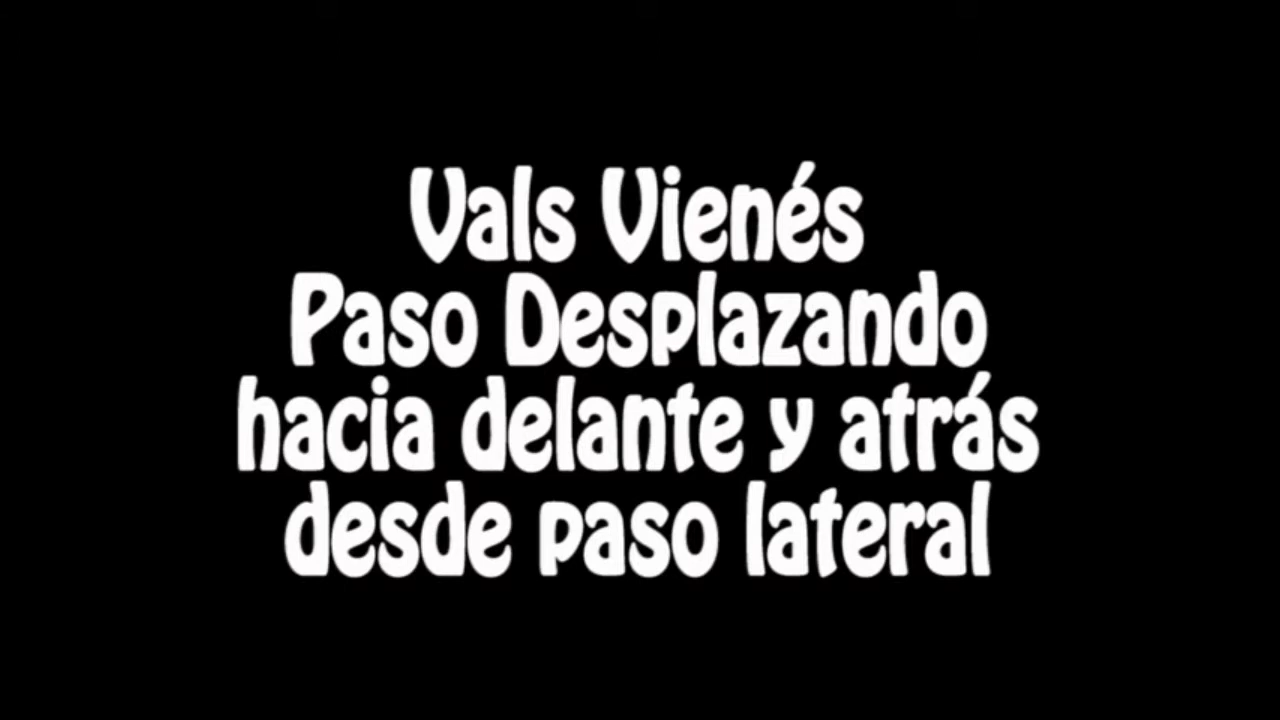 Vals Vienés
Paso Desplazando
hacia delante y atrás
desde paso lateral